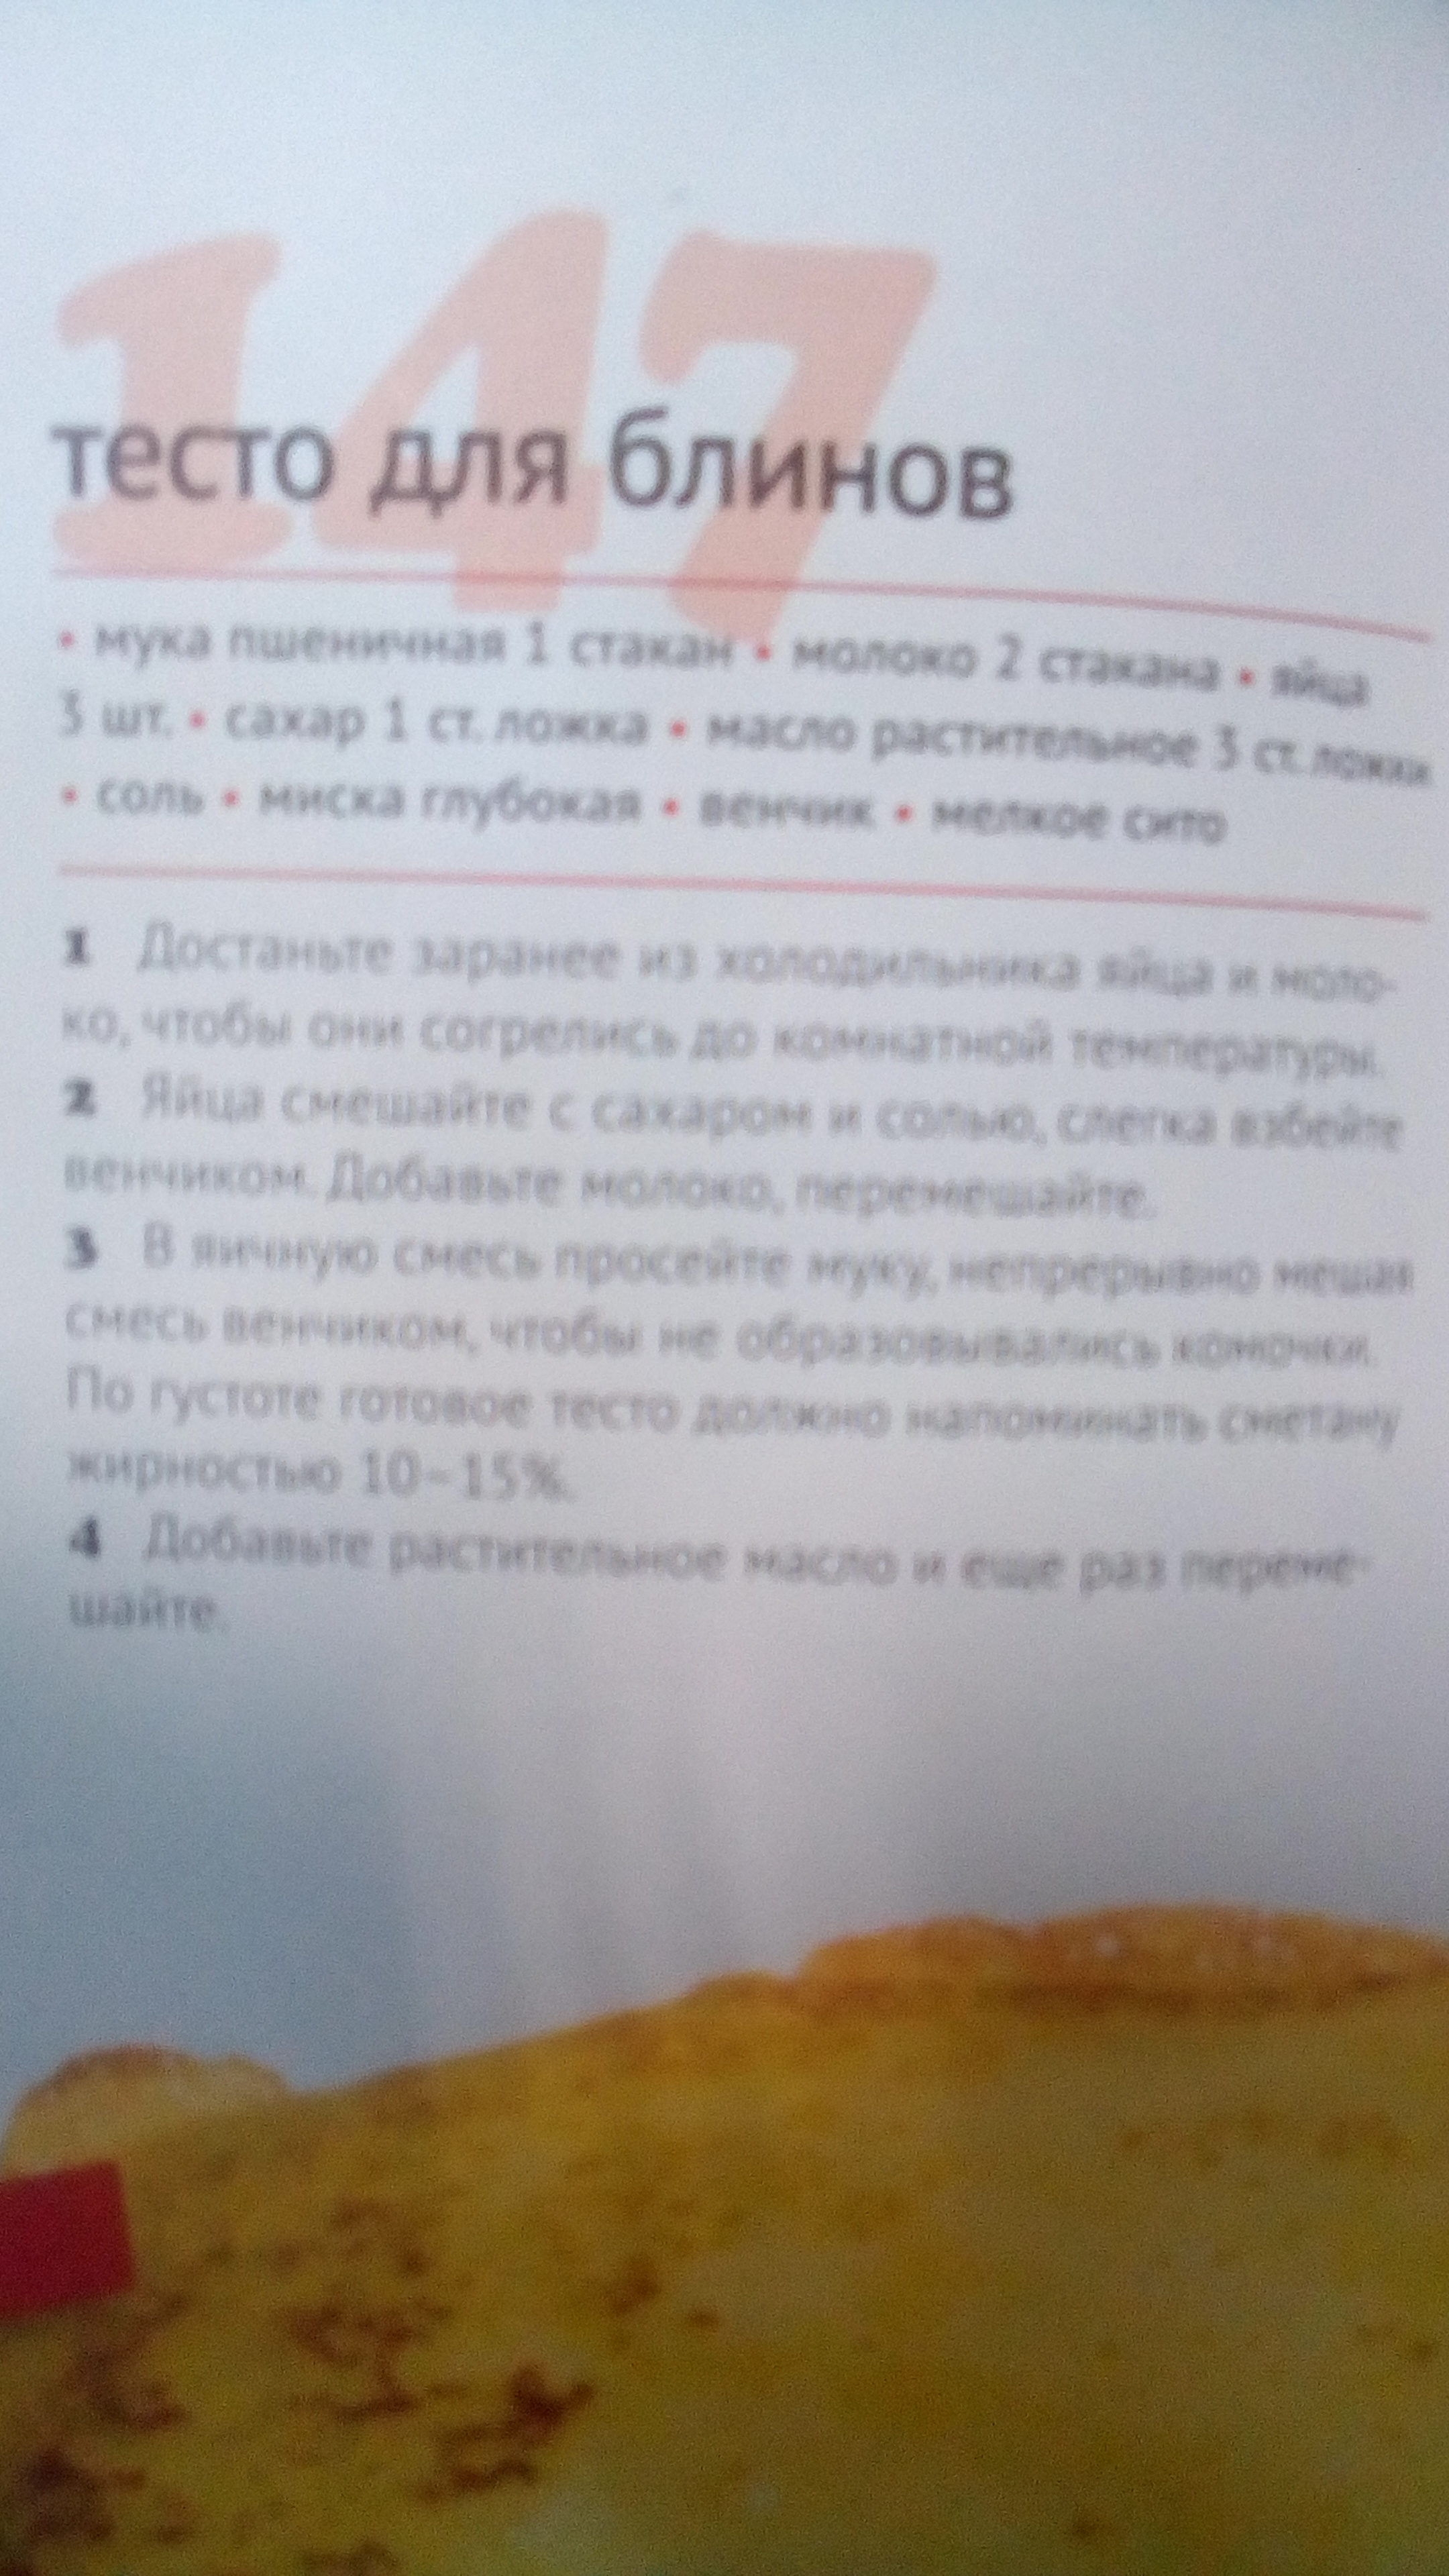 147
тесто для блинов
• мука пшеничная 1 стакан • молоко 2 стакана • яйца
3 шт. • сахар 1 ст. ложка • масло растительное 3 ст. ложки
• соль • миска глубокая • венчик • мелкое сито
1 Достаньте заранее из холодильника яйца и моло-
ко, чтобы они согрелись до комнатной температуры.
2 Яйца смешайте с сахаром и солью, слегка взбейте
венчиком. Добавьте молоко, перемешайте.
3 В яичную смесь просейте муку, непрерывно мешая
смесь венчиком, чтобы не образовывались комочки.
По густоте готовое тесто должно напоминать сметану
жирностью 10–15%.
4 Добавьте растительное масло и еще раз переме-
шайте.